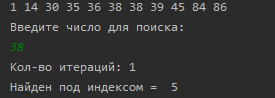 1 14 30 35 36 38 38 39 45 84 86
Введите число для поиска:
38
Кол-во итераций: 1
Найден под индексом =  5